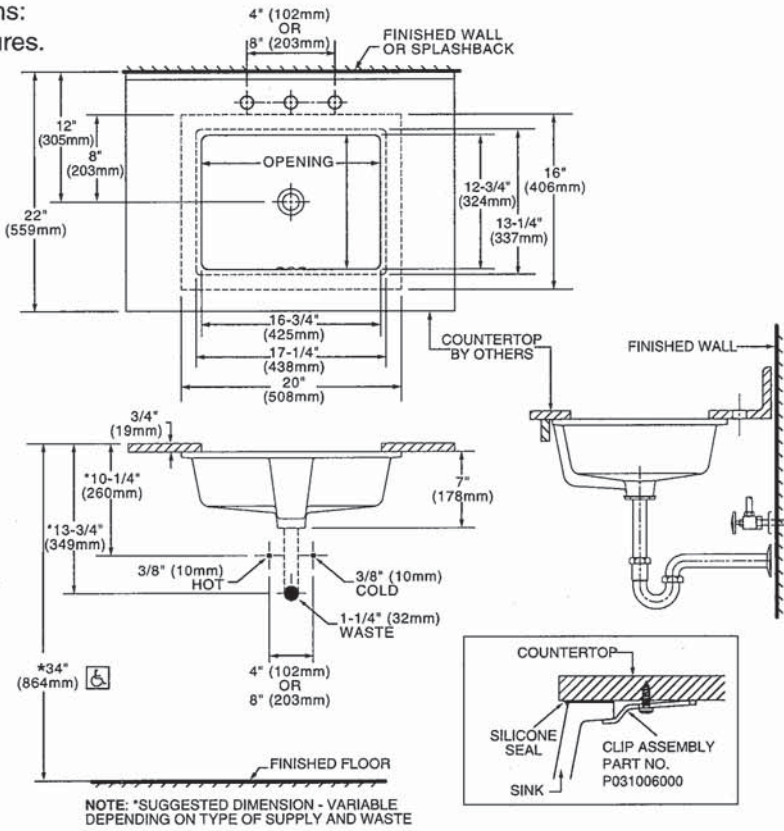 ns:
ures.
4" (102mm)
OR
8" (203mm)
FINISHED WALL
OR SPLASHBACK
12"
(305mm)
8"
(203mm)
22"
(559mm)
OPENING
12-3/4"
(324mm)
13-1/4"
(337mm)
16"
(406mm)
16-3/4"
(425mm)
17-1/4"
(438mm)
20"
(508mm)
COUNTERTOP
BY OTHERS
FINISHED WALL
3/4"
(19mm)
*10-1/4"
(260mm)
*13-3/4"
(349mm)
7"
(178mm)
3/8" (10mm)
HOT
3/8" (10mm)
COLD
1-1/4" (32mm)
WASTE
*34"
(864mm)
4" (102mm)
OR
8" (203mm)
FINISHED FLOOR
COUNTERTOP
SILICONE
SEAL
SINK
CLIP ASSEMBLY
PART NO.
P031006000
NOTE: *SUGGESTED DIMENSION - VARIABLE
DEPENDING ON TYPE OF SUPPLY AND WASTE